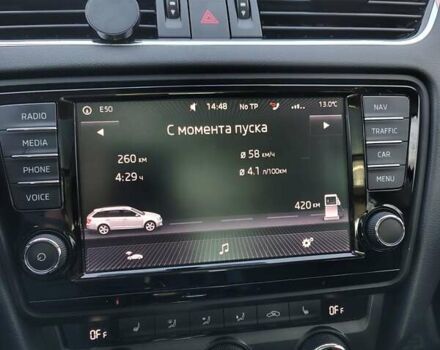 RADIO
MEDIA
PHONE
VOICE
E50 14:48 No TP 13.0°C
С момента пуска
260 км ø 58 км/ч
4:29 ч ø 4.1 л/100км
420 км
NAV
TRAFFIC
CAR
MENU
OFF OFF